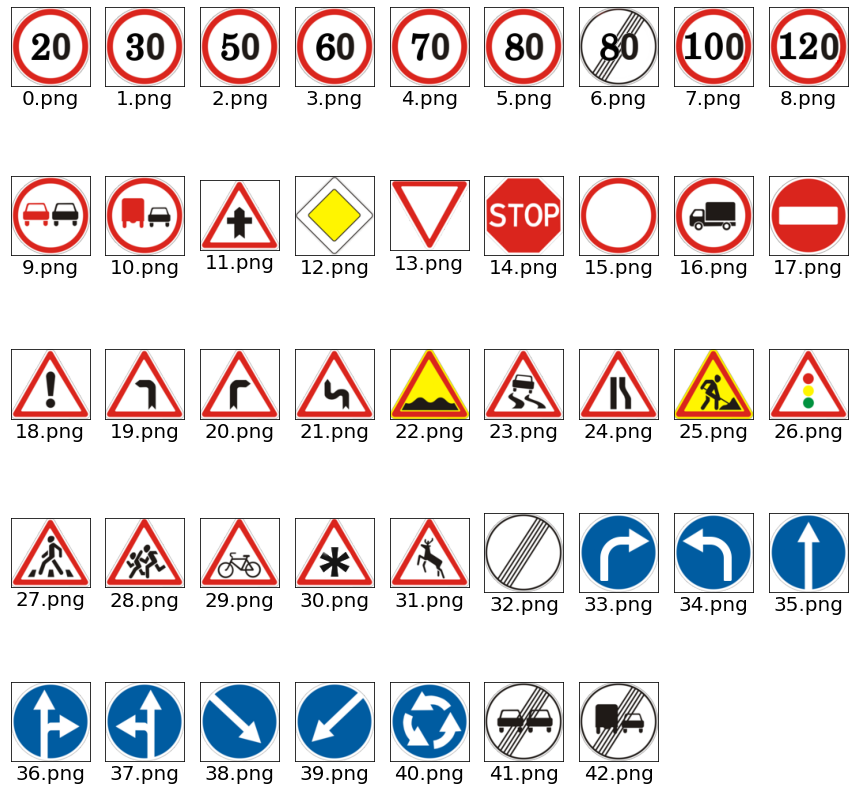 20 30 50 60 70 80 80 100 120
0.png 1.png 2.png 3.png 4.png 5.png 6.png 7.png 8.png
STOP
9.png 10.png 11.png 12.png 13.png 14.png 15.png 16.png 17.png
!
18.png 19.png 20.png 21.png 22.png 23.png 24.png 25.png 26.png
27.png 28.png 29.png 30.png 31.png 32.png 33.png 34.png 35.png
36.png 37.png 38.png 39.png 40.png 41.png 42.png